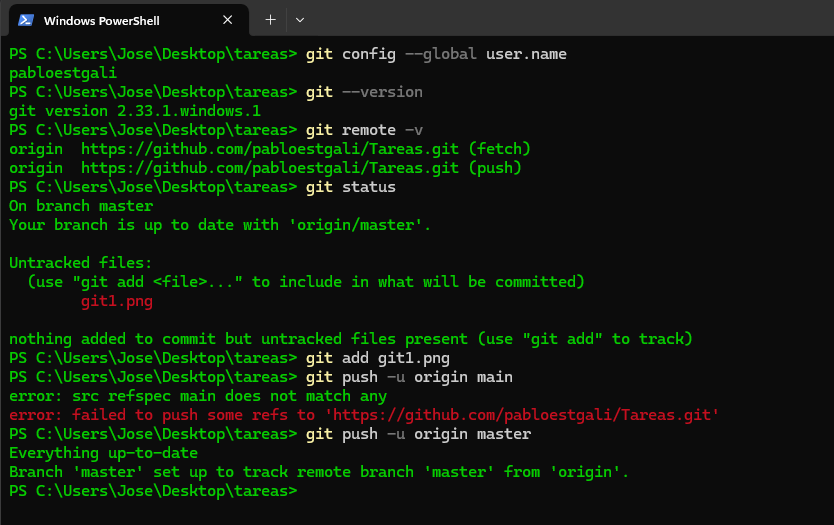 Windows PowerShell
PS C:\Users\Jose\Desktop\tareas> git config --global user.name
pabloestgali
PS C:\Users\Jose\Desktop\tareas> git --version
git version 2.33.1.windows.1
PS C:\Users\Jose\Desktop\tareas> git remote -v
origin  https://github.com/pabloestgali/Tareas.git (fetch)
origin  https://github.com/pabloestgali/Tareas.git (push)
PS C:\Users\Jose\Desktop\tareas> git status
On branch master
Your branch is up to date with 'origin/master'.

Untracked files:
  (use "git add <file>..." to include in what will be committed)
        git1.png

nothing added to commit but untracked files present (use "git add" to track)
PS C:\Users\Jose\Desktop\tareas> git add git1.png
PS C:\Users\Jose\Desktop\tareas> git push -u origin main
error: src refspec main does not match any
error: failed to push some refs to 'https://github.com/pabloestgali/Tareas.git'
PS C:\Users\Jose\Desktop\tareas> git push -u origin master
Everything up-to-date
Branch 'master' set up to track remote branch 'master' from 'origin'.
PS C:\Users\Jose\Desktop\tareas>